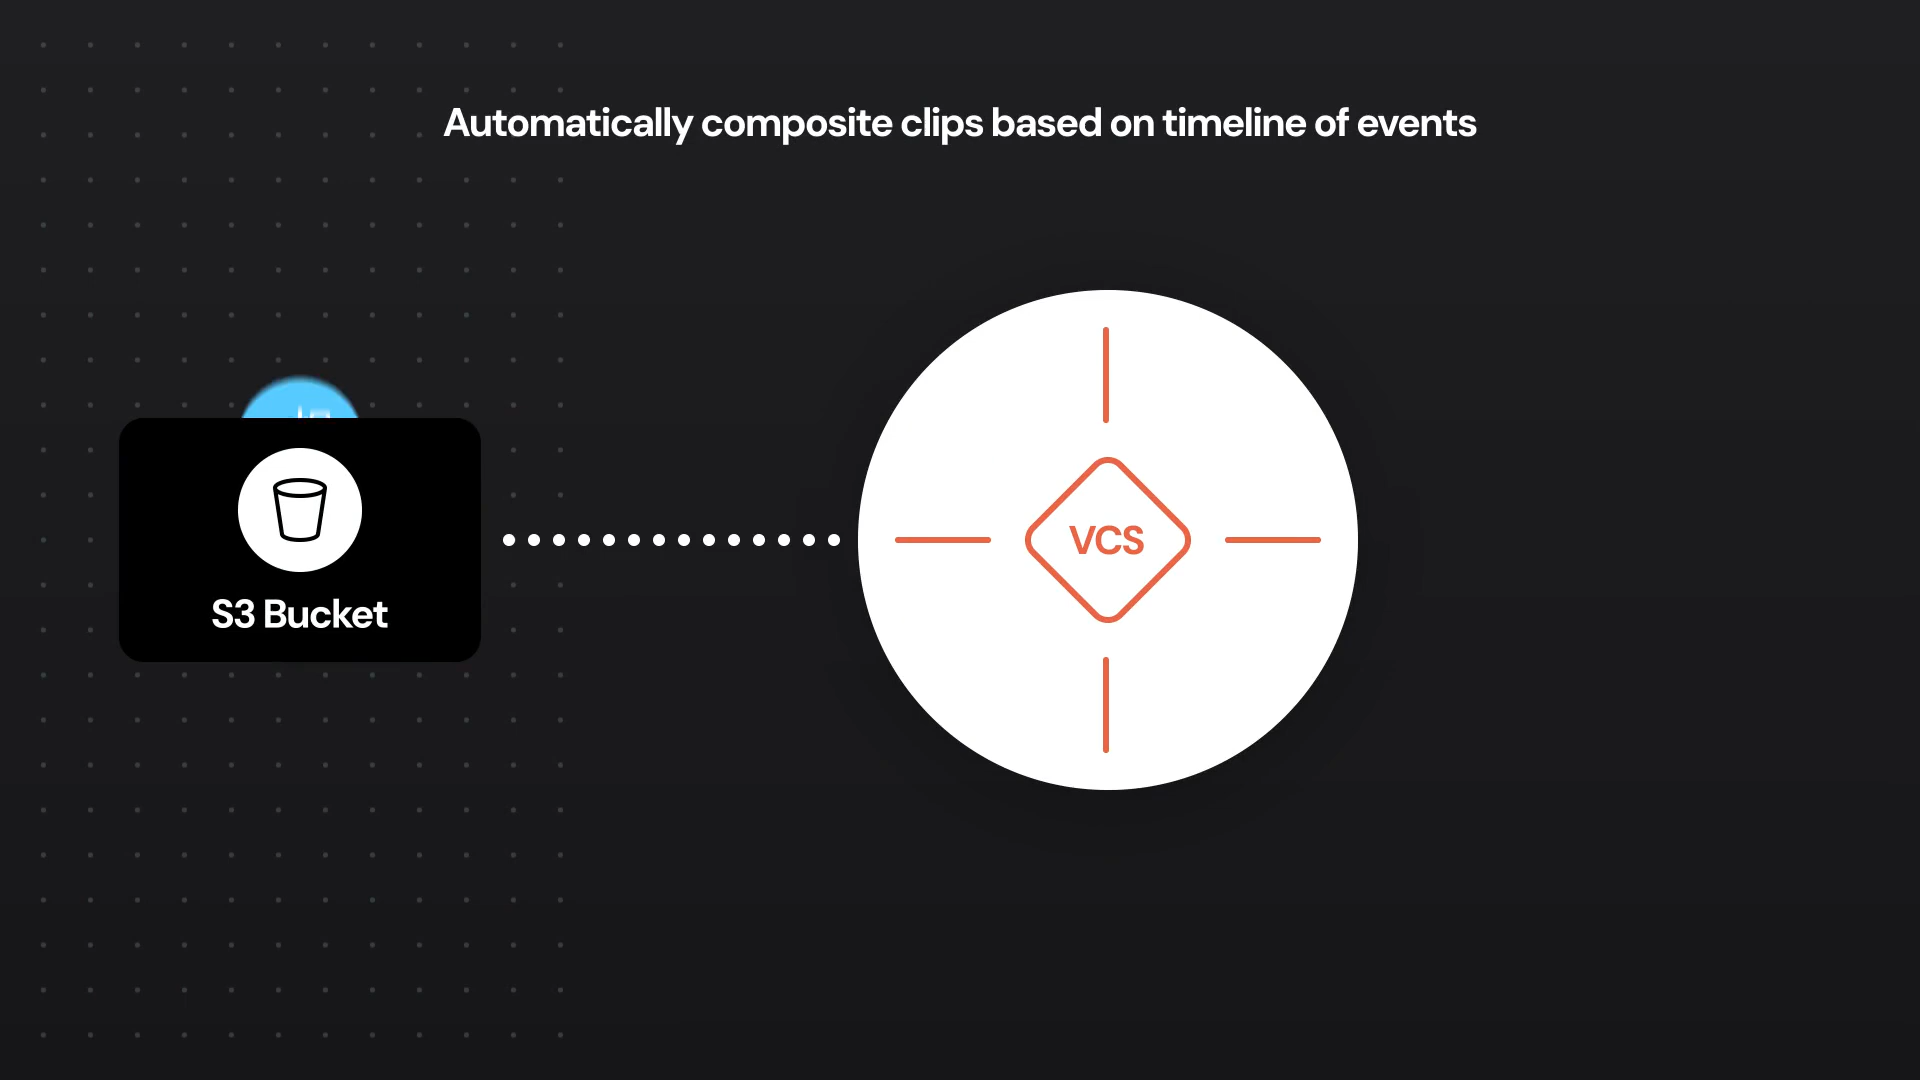 Automatically composite clips based on timeline of events
S3 Bucket
VCS